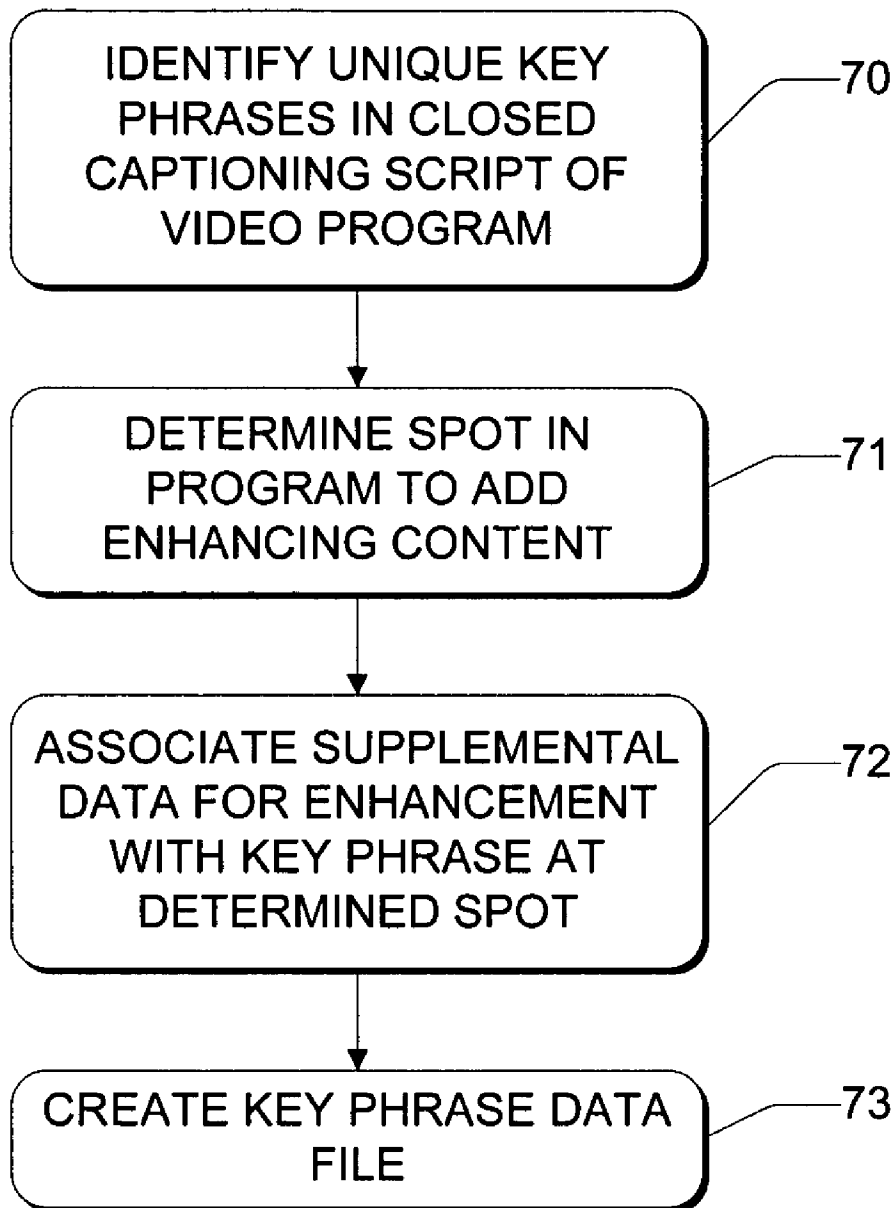 IDENTIFY UNIQUE KEY
PHRASES IN CLOSED
CAPTIONING SCRIPT OF
VIDEO PROGRAM
70
DETERMINE SPOT IN
PROGRAM TO ADD
ENHANCING CONTENT
71
ASSOCIATE SUPPLEMENTAL
DATA FOR ENHANCEMENT
WITH KEY PHRASE AT
DETERMINED SPOT
72
CREATE KEY PHRASE DATA
FILE
73